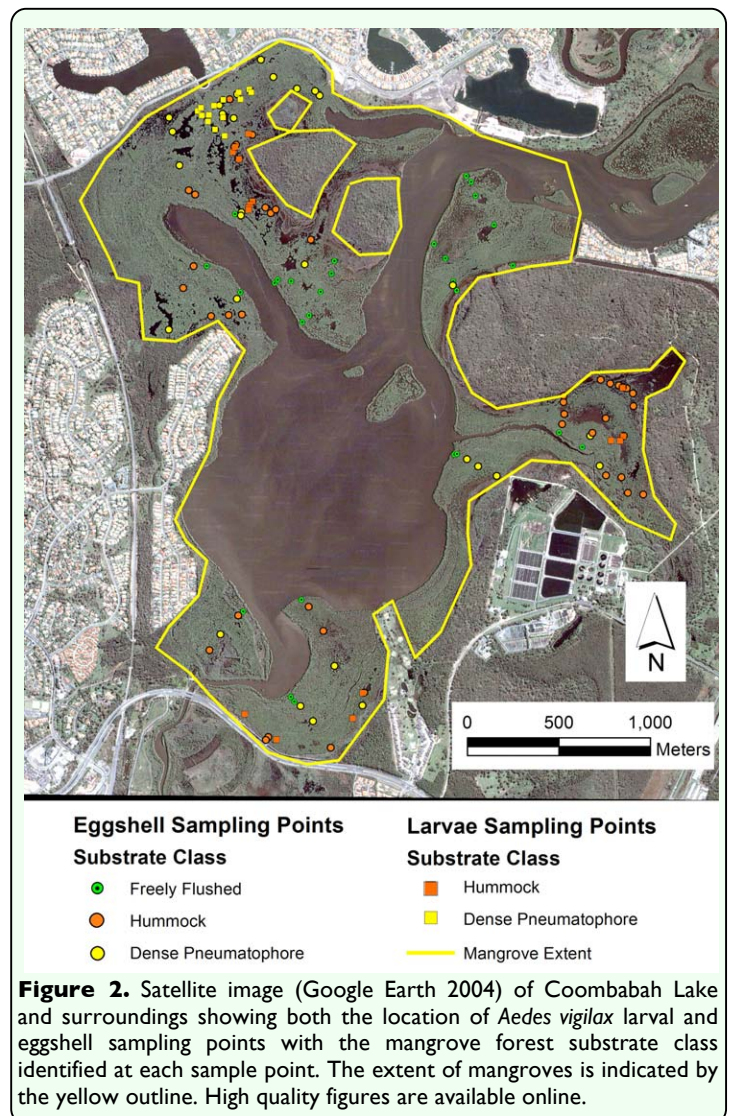 N
0 500 1,000
Meters
Eggshell Sampling Points
Substrate Class
Freely Flushed
Hummock
Dense Pneumatophore
Larvae Sampling Points
Substrate Class
Hummock
Dense Pneumatophore
Mangrove Extent
Figure 2. Satellite image (Google Earth 2004) of Coombabah Lake
and surroundings showing both the location of Aedes vigilax larval and
eggshell sampling points with the mangrove forest substrate class
identified at each sample point. The extent of mangroves is indicated by
the yellow outline. High quality figures are available online.